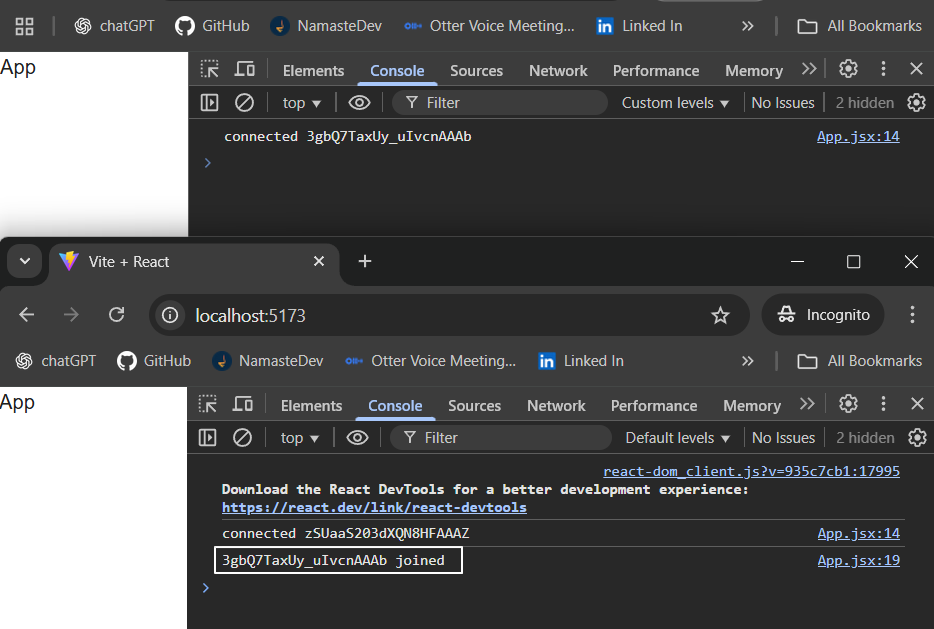 chatGPT GitHub NamasteDev Otter Voice Meeting... Linked In » All Bookmarks
App
Elements Console Sources Network Performance Memory »
top Filter Custom levels No Issues 2 hidden
connected 3gbQ7TaxUy_uIvcnAAAb App.jsx:14
Vite + React
localhost:5173 Incognito
chatGPT GitHub NamasteDev Otter Voice Meeting... Linked In » All Bookmarks
App
Elements Console Sources Network Performance Memory »
top Filter Default levels No Issues 2 hidden
react-dom_client.js?v=935c7cb1:17995
Download the React DevTools for a better development experience:
https://react.dev/link/react-devtools
connected zSUaaS203dXQN8HFAAAZ App.jsx:14
3gbQ7TaxUy_uIvcnAAAb joined App.jsx:19